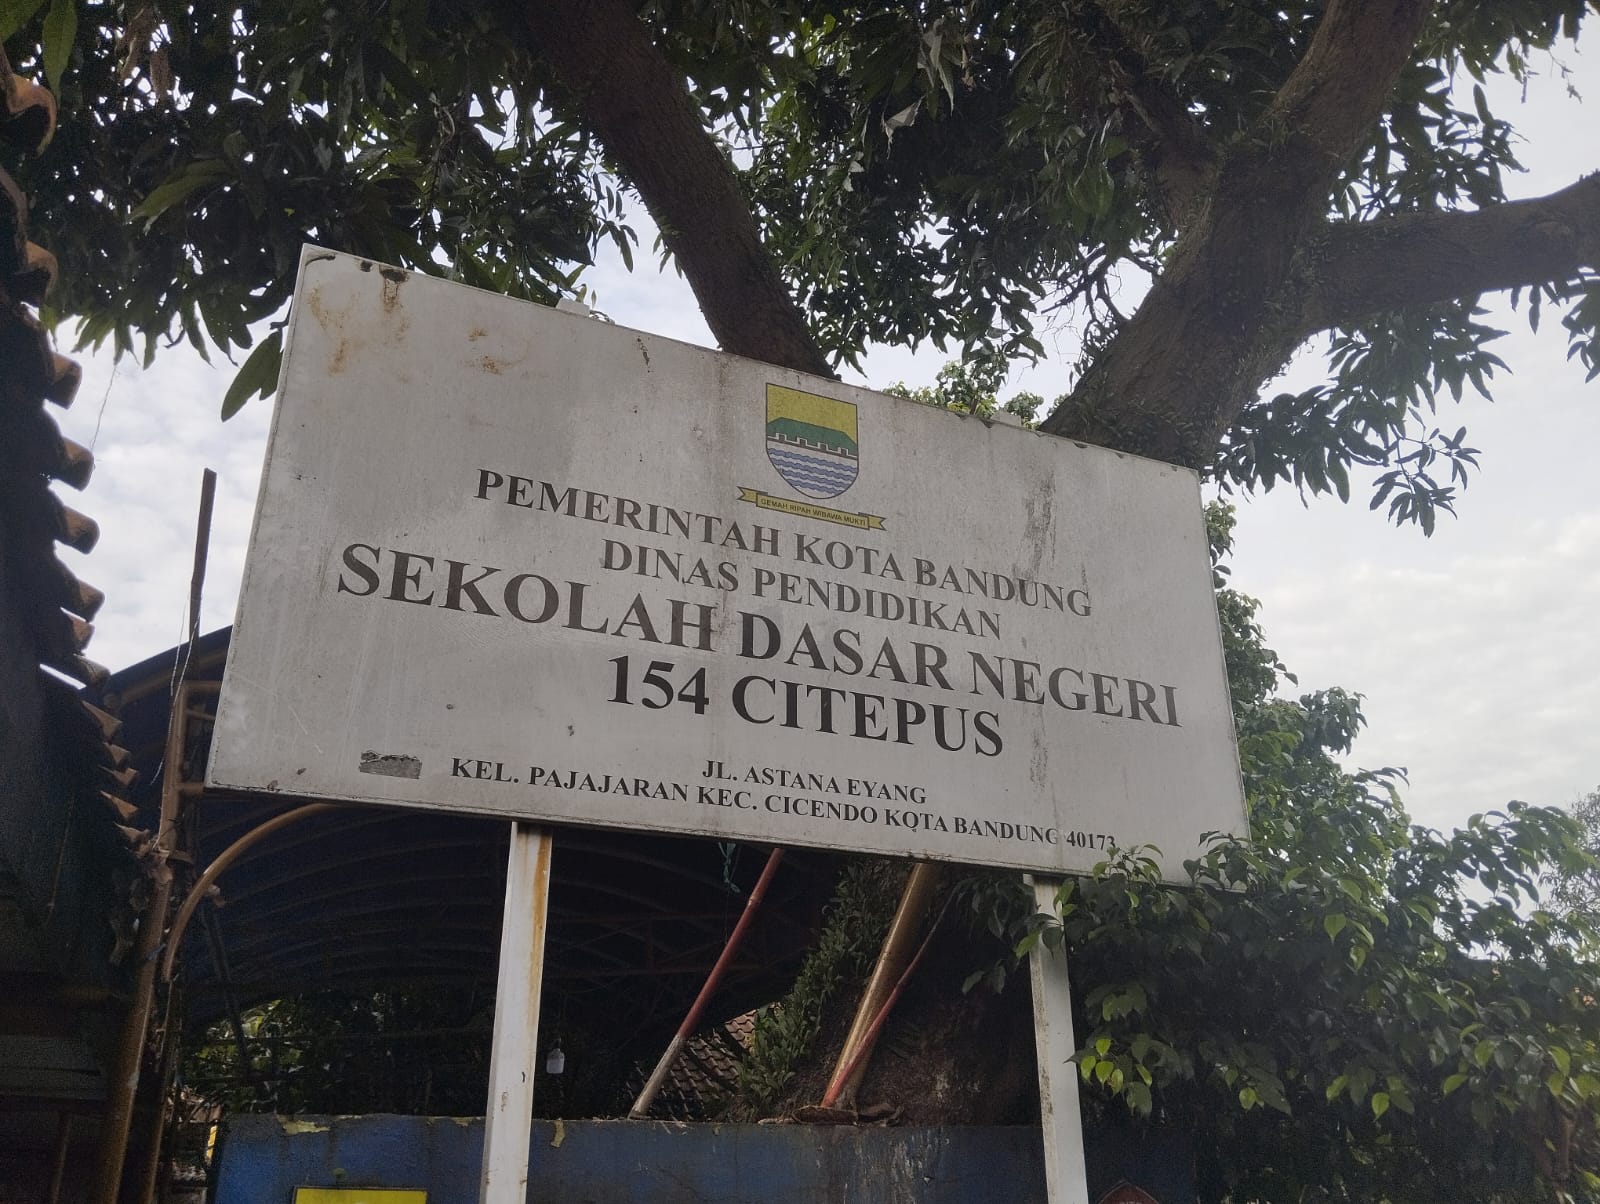 GEMAH RIPAH WIBAWA MUKTI
PEMERINTAH KOTA BANDUNG
DINAS PENDIDIKAN
SEKOLAH DASAR NEGERI
154 CITEPUS
JL. ASTANA EYANG
KEL. PAJAJARAN KEC. CICENDO KOTA BANDUNG 40173